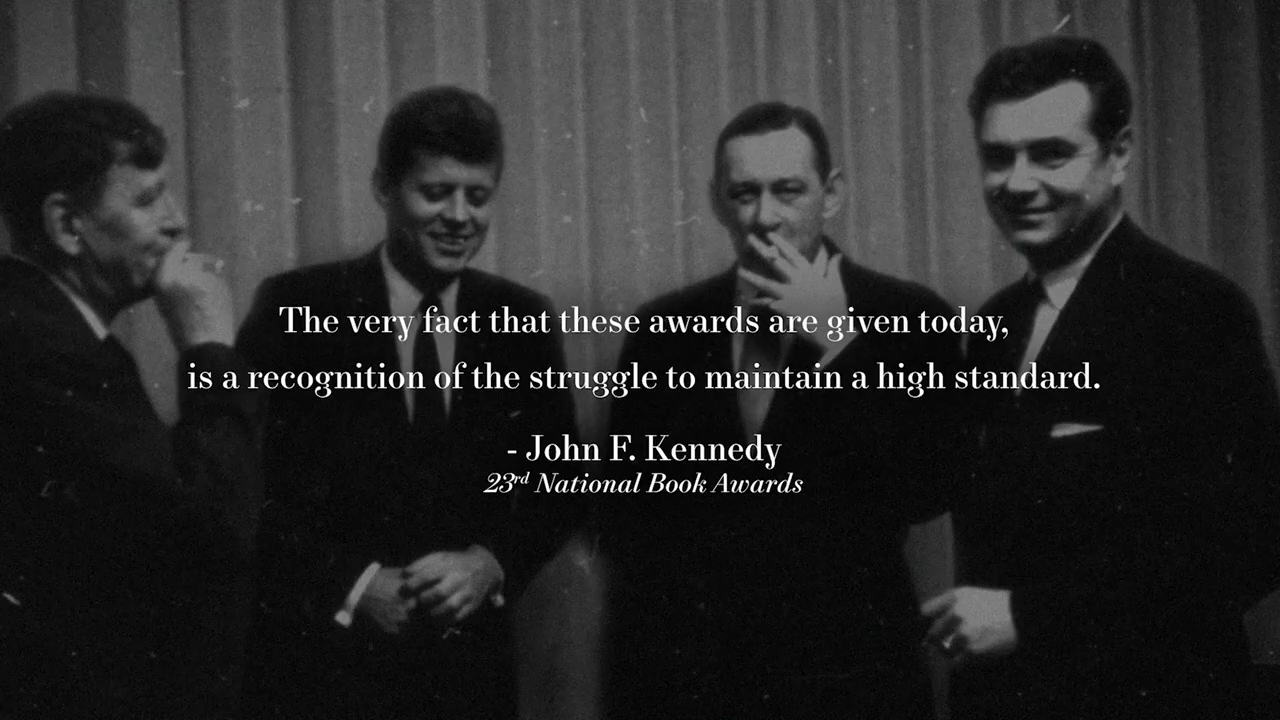 The very fact that these awards are given today,
is a recognition of the struggle to maintain a high standard.
- John F. Kennedy
23rd National Book Awards